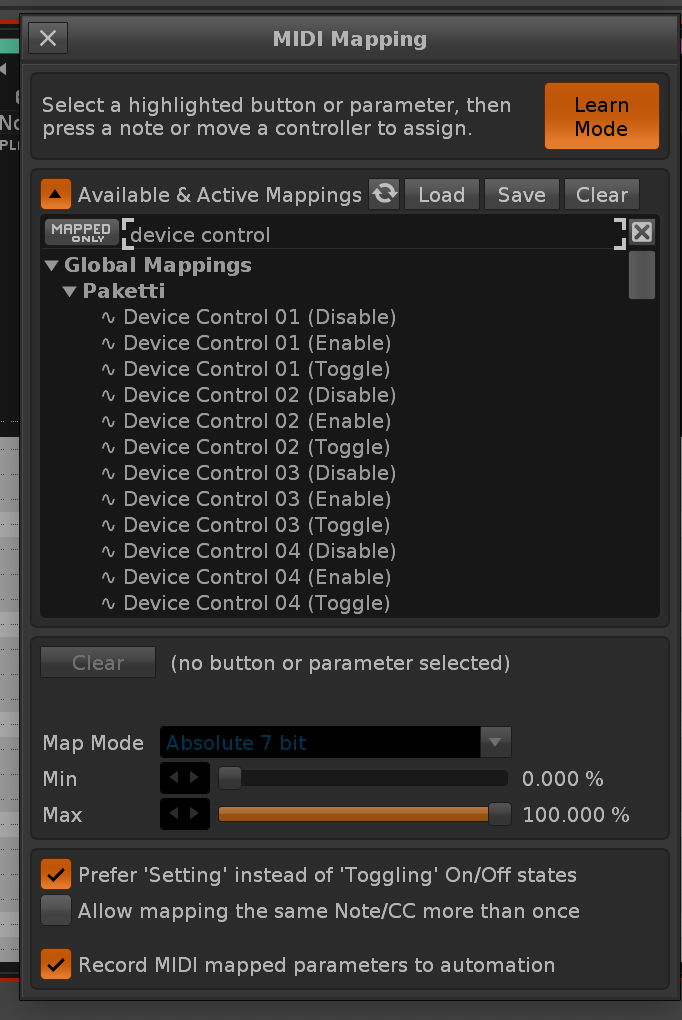 MIDI Mapping
Select a highlighted button or parameter, then
press a note or move a controller to assign.
Learn
Mode
Available & Active Mappings
Load
Save
Clear
MAPPED
ONLY
device control
Global Mappings
Paketti
Device Control 01 (Disable)
Device Control 01 (Enable)
Device Control 01 (Toggle)
Device Control 02 (Disable)
Device Control 02 (Enable)
Device Control 02 (Toggle)
Device Control 03 (Disable)
Device Control 03 (Enable)
Device Control 03 (Toggle)
Device Control 04 (Disable)
Device Control 04 (Enable)
Device Control 04 (Toggle)
Clear
(no button or parameter selected)
Map Mode
Absolute 7 bit
Min
0.000 %
Max
100.000 %
Prefer 'Setting' instead of 'Toggling' On/Off states
Allow mapping the same Note/CC more than once
Record MIDI mapped parameters to automation